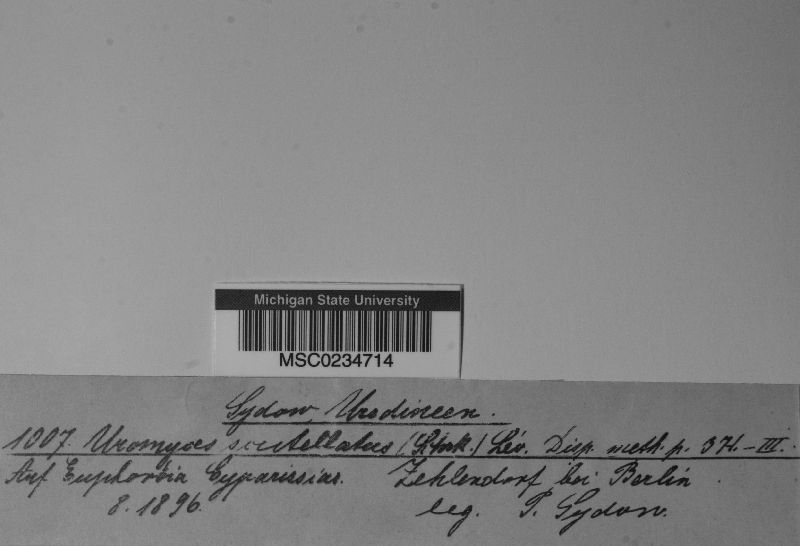 Michigan State University
MSC0234714
Sydow, Uredineen.
1007. Uromyces scutellatus (Schrk.) Lév. Disp. meth. p. 371. - III.
Auf Euphorbia Cyparissias. Zehlendorf bei Berlin.
8. 1896. leg. P. Sydow.